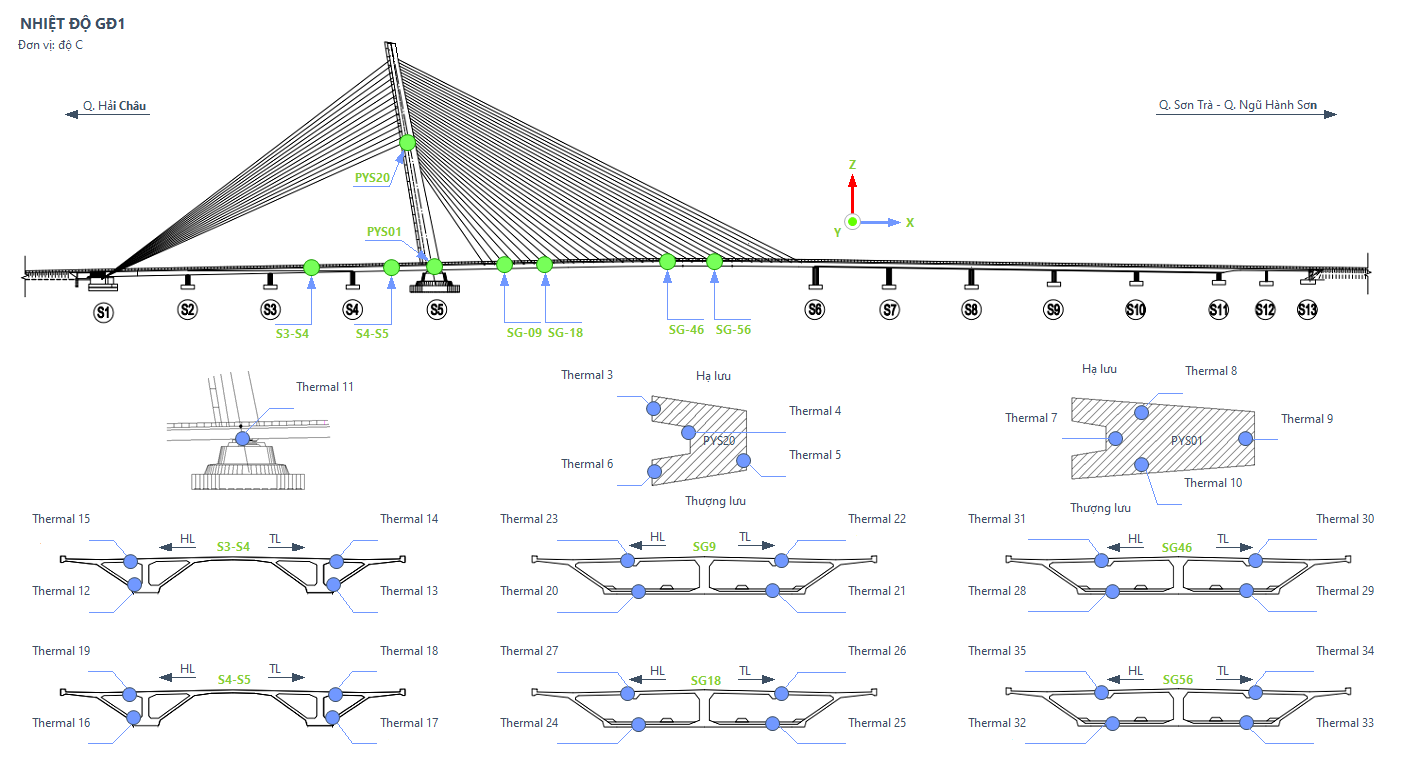 NHIỆT ĐỘ GĐ1
Đơn vị: độ C
Q. Hải Châu
Q. Sơn Trà - Q. Ngũ Hành Sơn
PYS20
Z
PYS01
X
Y
S1
S2
S3
S4
S5
S6
S7
S8
S9
S10
S11
S12
S13
S3-S4
S4-S5
SG-09
SG-18
SG-46
SG-56
Thermal 11
Thermal 3
Hạ lưu
Thermal 4
PYS20
Thermal 5
Thermal 6
Thượng lưu
Hạ lưu
Thermal 8
Thermal 7
Thermal 9
PYS01
Thermal 10
Thượng lưu
Thermal 15
Thermal 14
HL
TL
S3-S4
Thermal 12
Thermal 13
Thermal 23
Thermal 22
HL
TL
SG9
Thermal 20
Thermal 21
Thermal 31
Thermal 30
HL
TL
SG46
Thermal 28
Thermal 29
Thermal 19
Thermal 18
HL
TL
S4-S5
Thermal 16
Thermal 17
Thermal 27
Thermal 26
HL
TL
SG18
Thermal 24
Thermal 25
Thermal 35
Thermal 34
HL
TL
SG56
Thermal 32
Thermal 33